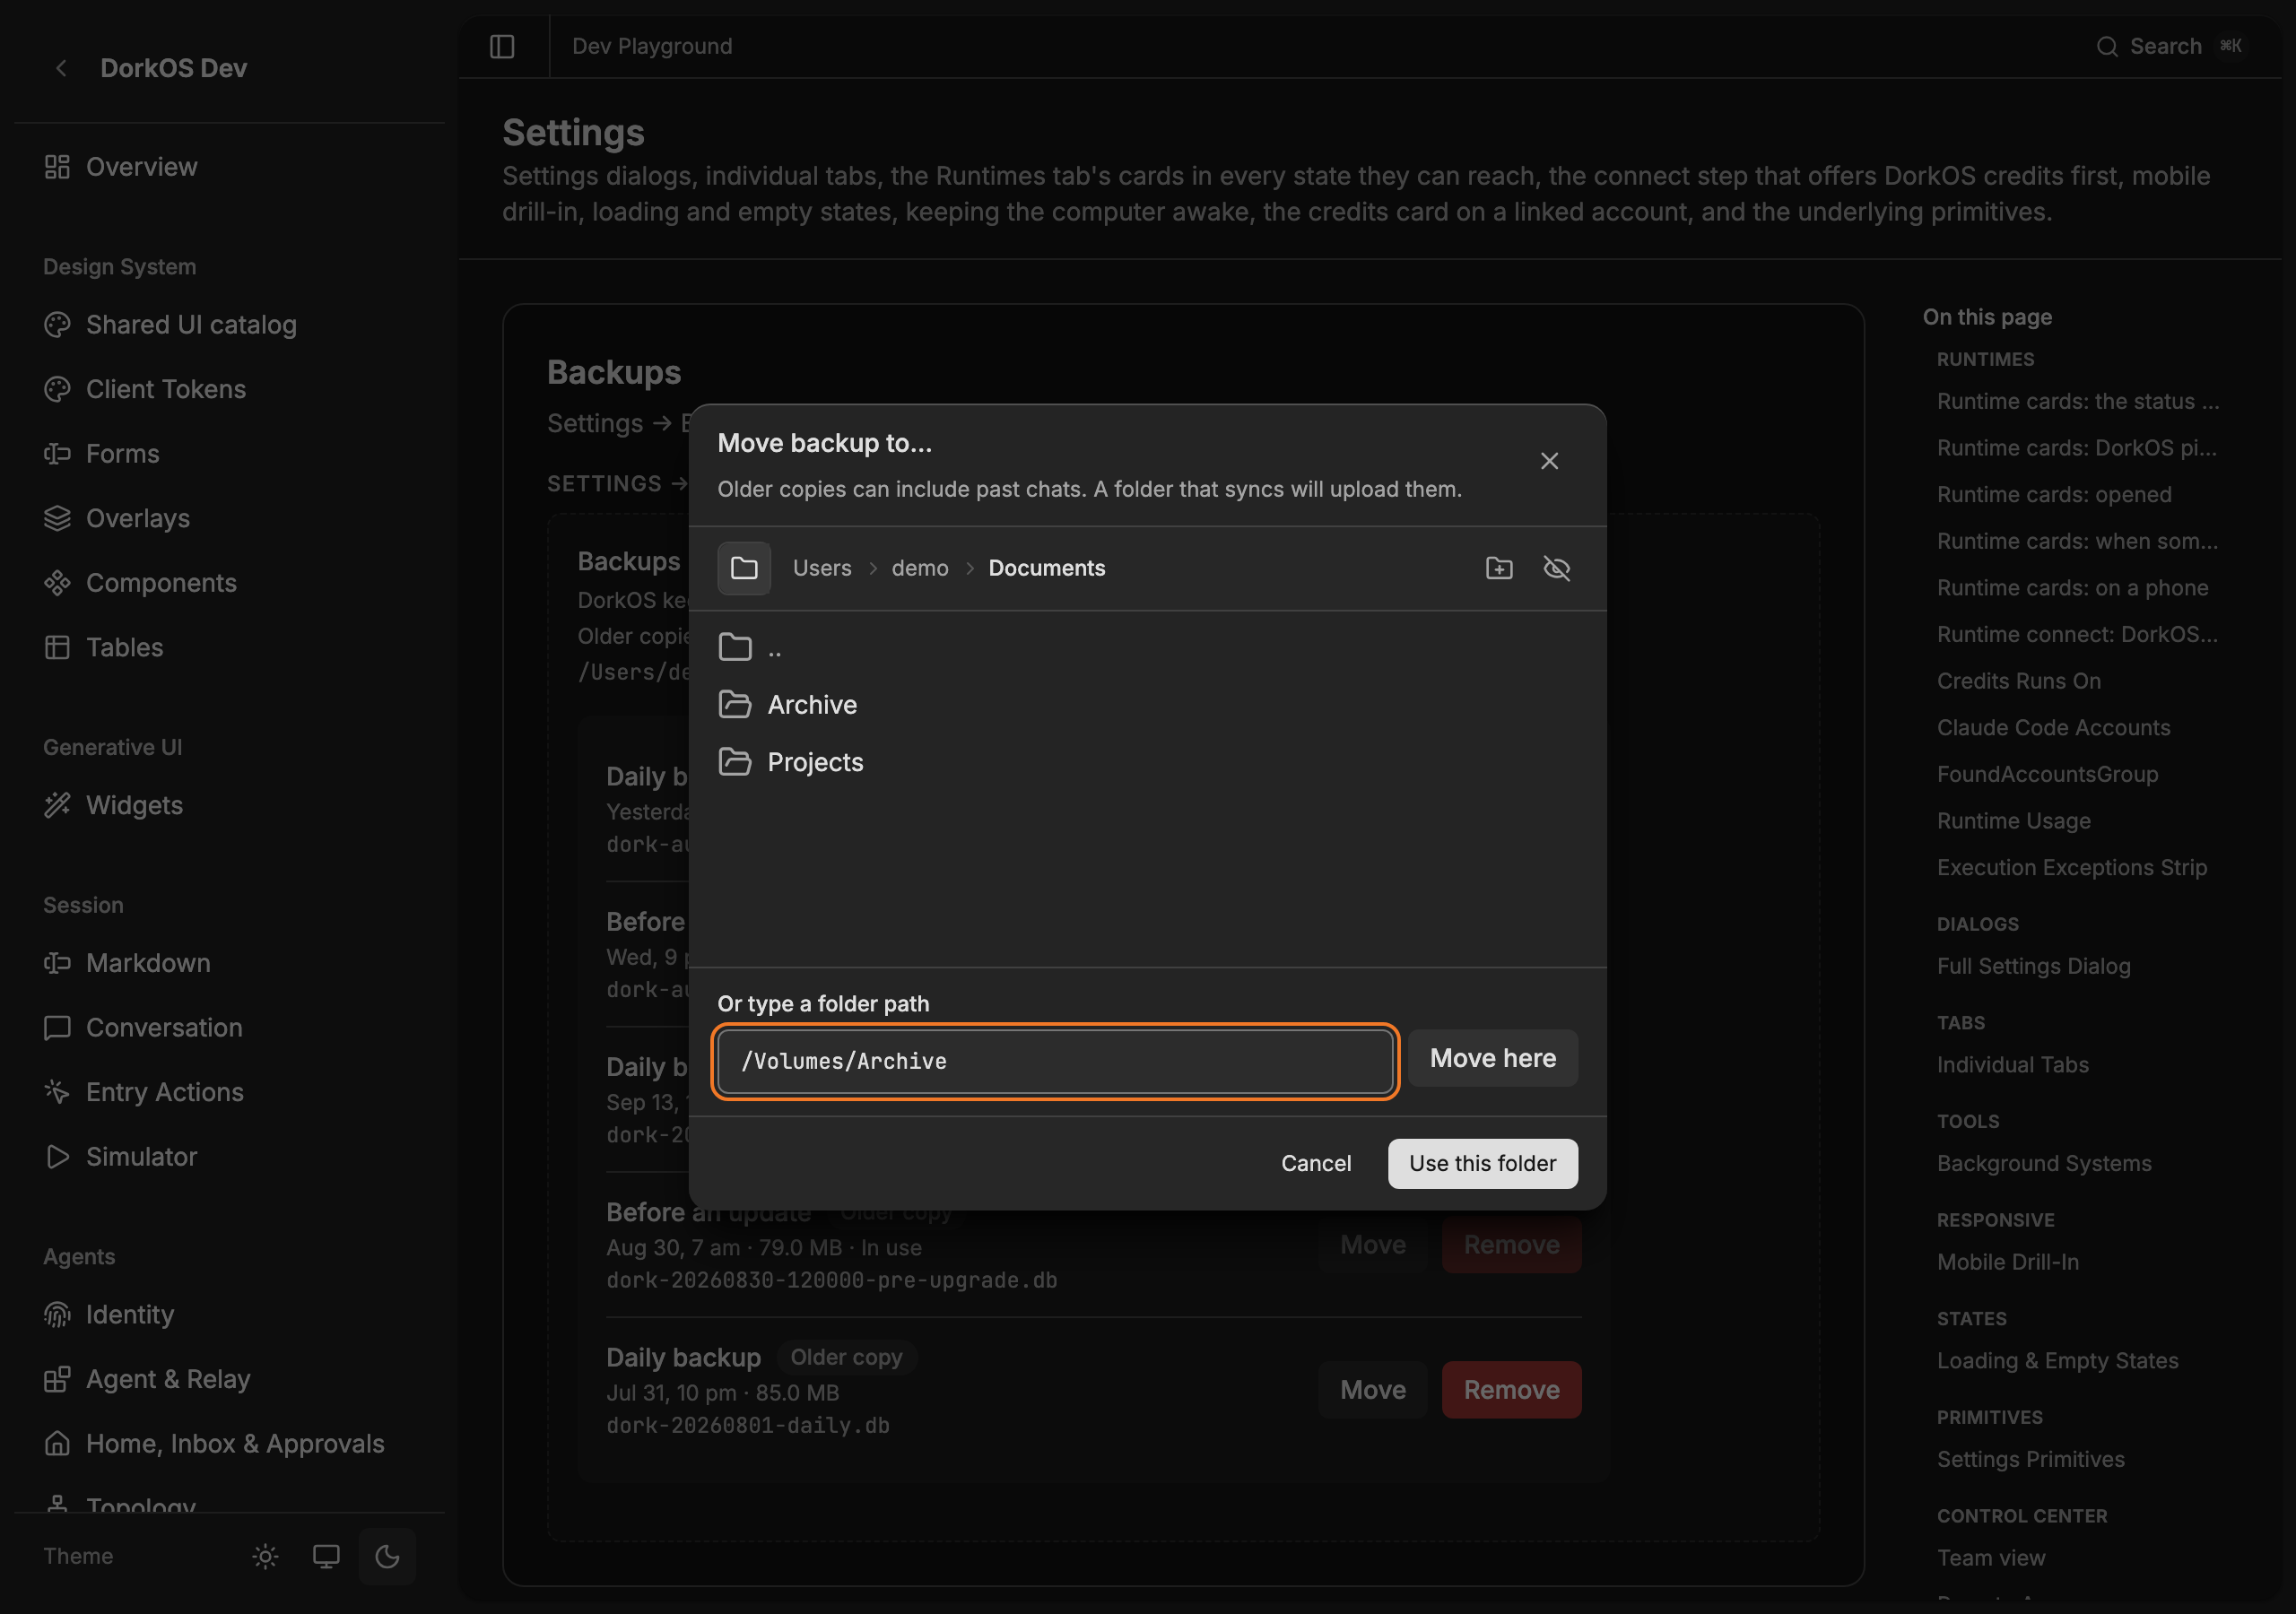 DorkOS Dev
Overview
Design System
Shared UI catalog
Client Tokens
Forms
Overlays
Components
Tables
Generative UI
Widgets
Session
Markdown
Conversation
Entry Actions
Simulator
Agents
Identity
Agent & Relay
Home, Inbox & Approvals
Topology
Theme
Dev Playground
Search ⌘K
Settings
Settings dialogs, individual tabs, the Runtimes tab's cards in every state they can reach, the connect step that offers DorkOS credits first, mobile
drill-in, loading and empty states, keeping the computer awake, the credits card on a linked account, and the underlying primitives.
Backups
Settings →
SETTINGS →
Backups
DorkOS
Older
Daily
Before
Wed, 9
Daily
Sep 13,
Move backup to...
Older copies can include past chats. A folder that syncs will upload them.
Users > demo > Documents
..
Archive
Projects
Or type a folder path
/Volumes/Archive
Move here
Cancel
Use this folder
Before an update Older copy
Aug 30, 7 am · 79.0 MB · In use
dork-20260830-120000-pre-upgrade.db
Move
Remove
Daily backup Older copy
Jul 31, 10 pm · 85.0 MB
dork-20260801-daily.db
Move
Remove
On this page
RUNTIMES
Runtime cards: the status ...
Runtime cards: DorkOS pi...
Runtime cards: opened
Runtime cards: when som...
Runtime cards: on a phone
Runtime connect: DorkOS...
Credits Runs On
Claude Code Accounts
FoundAccountsGroup
Runtime Usage
Execution Exceptions Strip
DIALOGS
Full Settings Dialog
TABS
Individual Tabs
TOOLS
Background Systems
RESPONSIVE
Mobile Drill-In
STATES
Loading & Empty States
PRIMITIVES
Settings Primitives
CONTROL CENTER
Team view